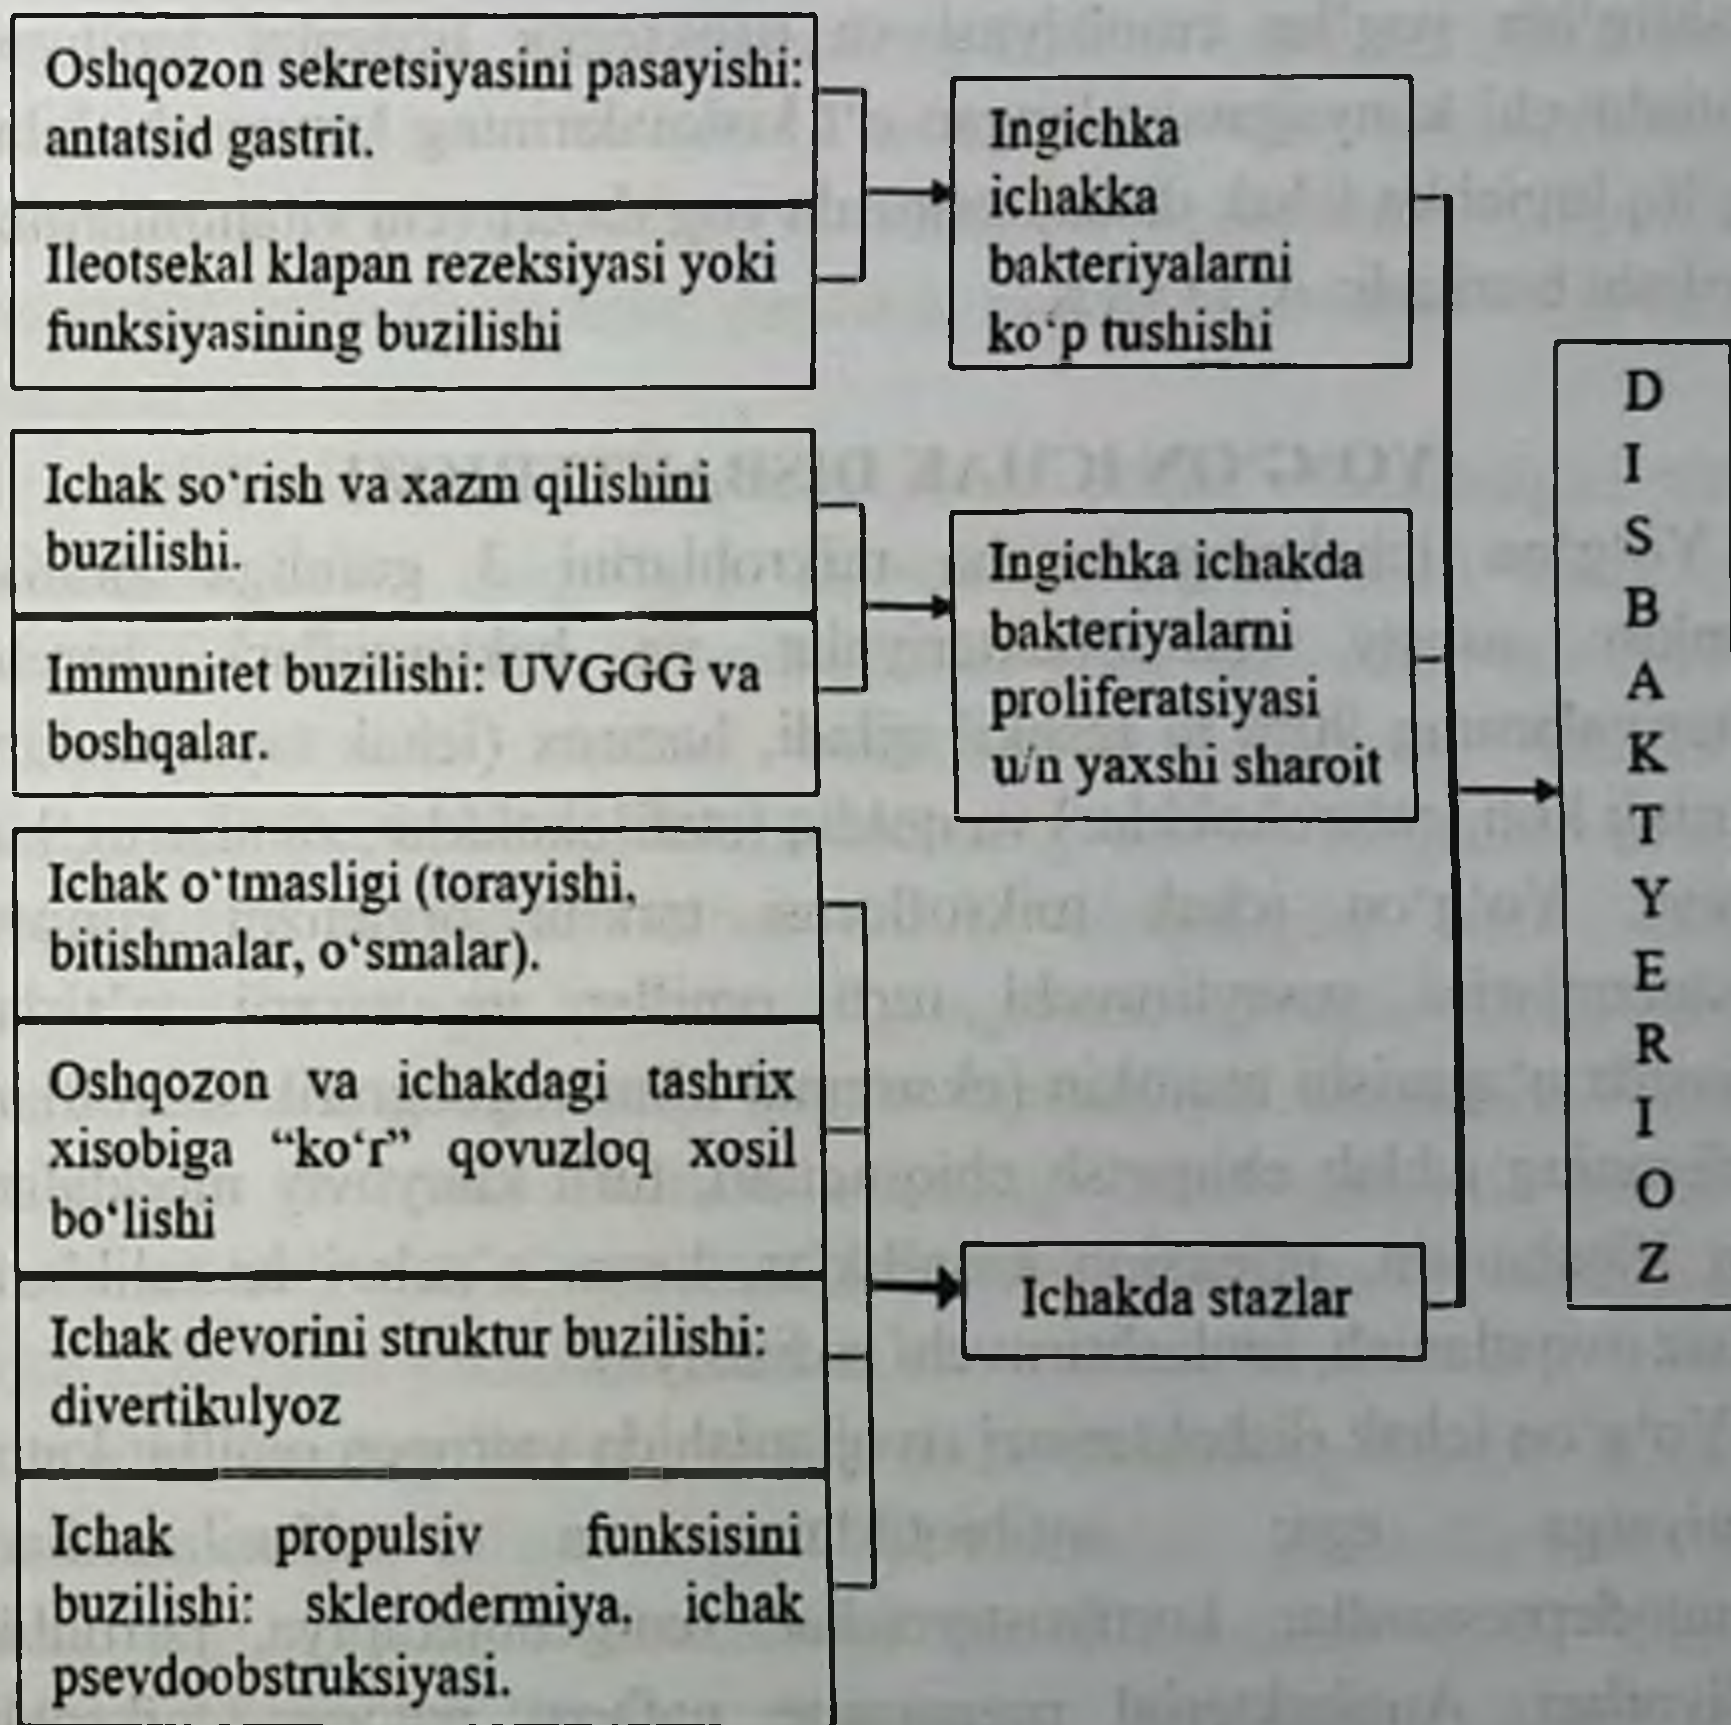 Oshqozon sekretsiyasini pasayishi:
antatsid gastrit.
Ileotsekal klapan rezeksiyasi yoki
funksiyasining buzilishi
Ingichka
ichakka
bakteriyalarni
ko‘p tushishi
Ichak so‘rish va xazm qilishini
buzilishi.
Immunitet buzilishi: UVGGG va
boshqalar.
Ingichka ichakda
bakteriyalarni
proliferatsiyasi
u/n yaxshi sharoit
Ichak o‘tmasligi (torayishi,
bitishmalar, o‘smalar).
Oshqozon va ichakdagi tashrix
xisobiga “ko‘r” qovuzloq xosil
bo‘lishi
Ichak devorini struktur buzilishi:
divertikulyoz
Ichak propulsiv funksisini
buzilishi: sklerodermiya, ichak
psevdoobstruksiyasi.
Ichakda stazlar
D
I
S
B
A
K
T
Y
E
R
I
O
Z